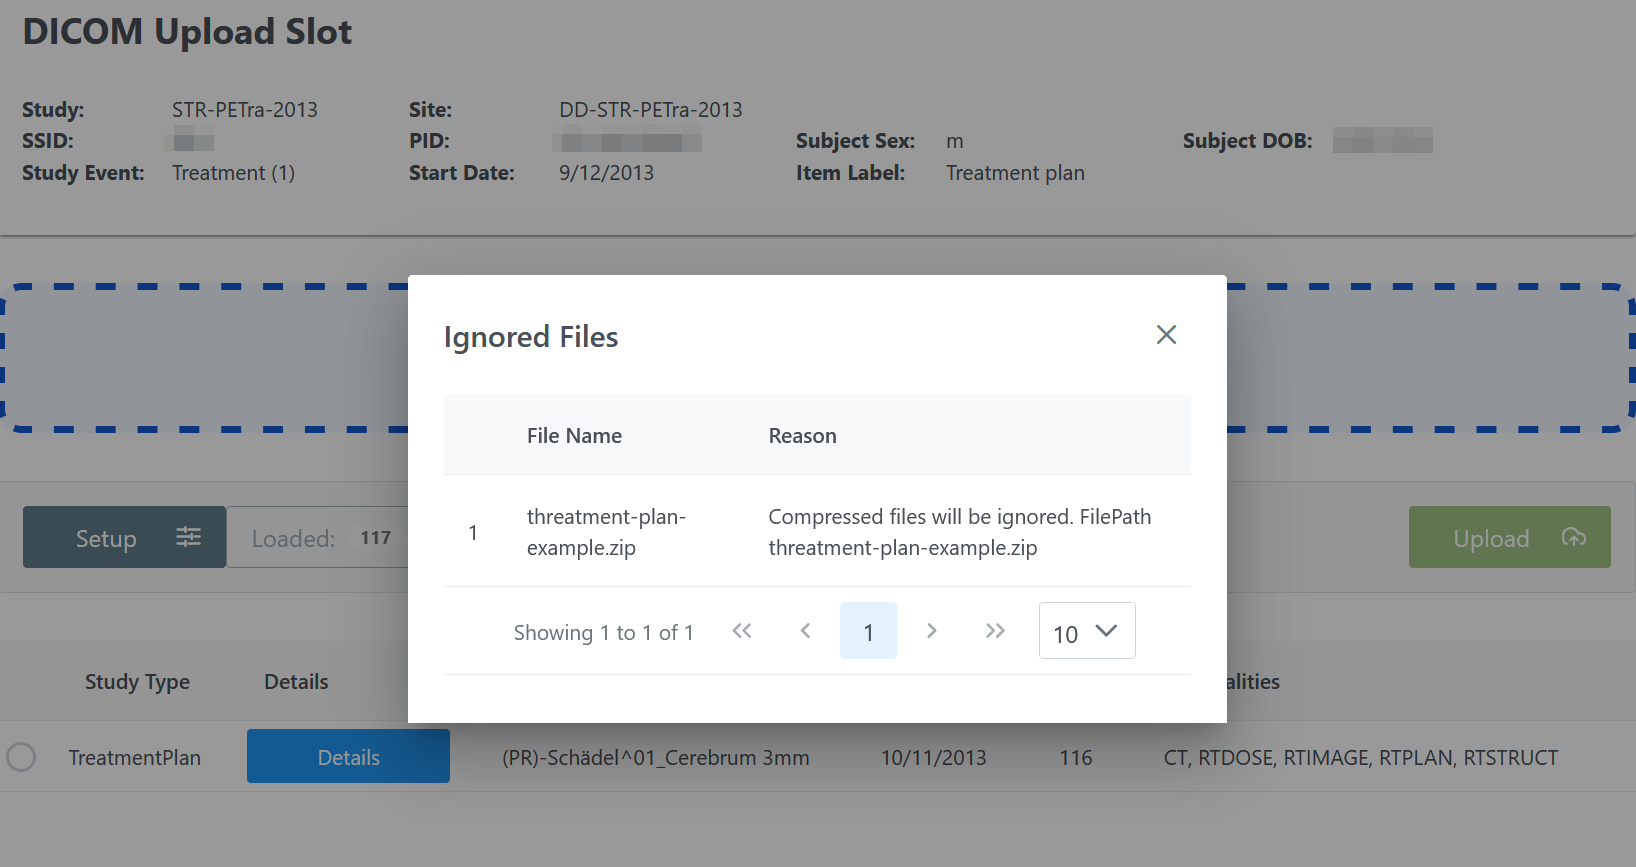 DICOM Upload Slot
Study: STR-PETra-2013 Site: DD-STR-PETra-2013
SSID: PID: Subject Sex: m Subject DOB:
Study Event: Treatment (1) Start Date: 9/12/2013 Item Label: Treatment plan
Ignored Files
File Name Reason
1 threatment-plan-example.zip Compressed files will be ignored. FilePath
threatment-plan-example.zip
Showing 1 to 1 of 1 1 10
Setup Loaded: 117 Upload
Study Type Details alities
TreatmentPlan Details (PR)-Schädel^01_Cerebrum 3mm 10/11/2013 116 CT, RTDOSE, RTIMAGE, RTPLAN, RTSTRUCT